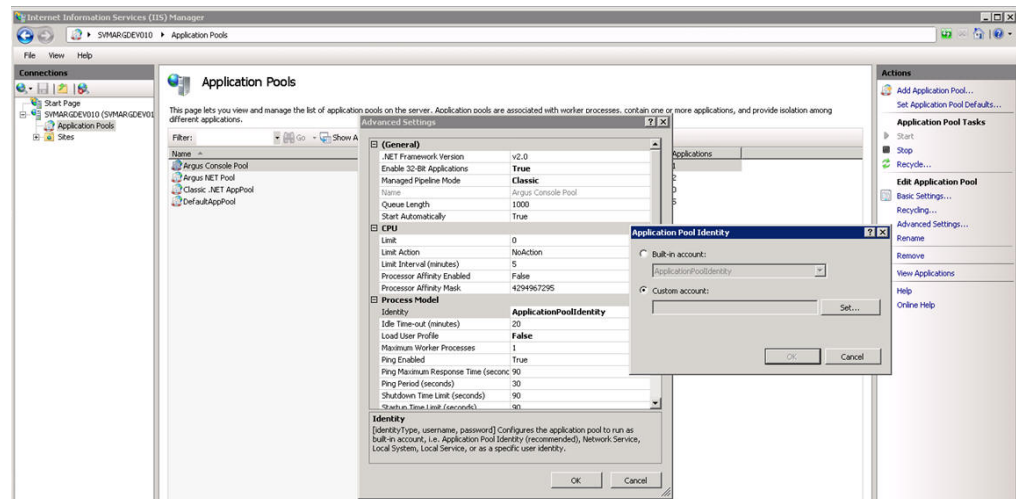 Internet Information Services (IIS) Manager
SVMARGDEV010 Application Pools
File View Help
Connections
Start Page
SVMARGDEV010 (SVMARGDEV01
Application Pools
Sites
Application Pools
This page lets you view and manage the list of application pools on the server. Application pools are associated with worker processes, contain one or more applications, and provide isolation among
different applications.
Filter: Go Show A
Name Applications
Argus Console Pool 1
Argus NET Pool 2
Classic .NET AppPool 0
DefaultAppPool
Advanced Settings
(General)
.NET Framework Version v2.0
Enable 32-Bit Applications True
Managed Pipeline Mode Classic
Name Argus Console Pool
Queue Length 1000
Start Automatically True
CPU
Limit 0
Limit Action NoAction
Limit Interval (minutes) 5
Processor Affinity Enabled False
Processor Affinity Mask 4294967295
Process Model
Identity ApplicationPoolIdentity
Idle Time-out (minutes) 20
Load User Profile False
Maximum Worker Processes 1
Ping Enabled True
Ping Maximum Response Time (seconc 90
Ping Period (seconds) 30
Shutdown Time Limit (seconds) 90
Startup Time Limit (seconds) 90
Identity
[identityType, username, password] Configures the application pool to run as
built-in account, i.e. Application Pool Identity (recommended), Network Service,
Local System, Local Service, or as a specific user identity.
OK Cancel
Application Pool Identity
Built-in account:
ApplicationPoolIdentity
Custom account:
Set...
OK Cancel
Actions
Add Application Pool...
Set Application Pool Defaults...
Application Pool Tasks
Start
Stop
Recycle...
Edit Application Pool
Basic Settings...
Recycling...
Advanced Settings...
Rename
Remove
View Applications
Help
Online Help